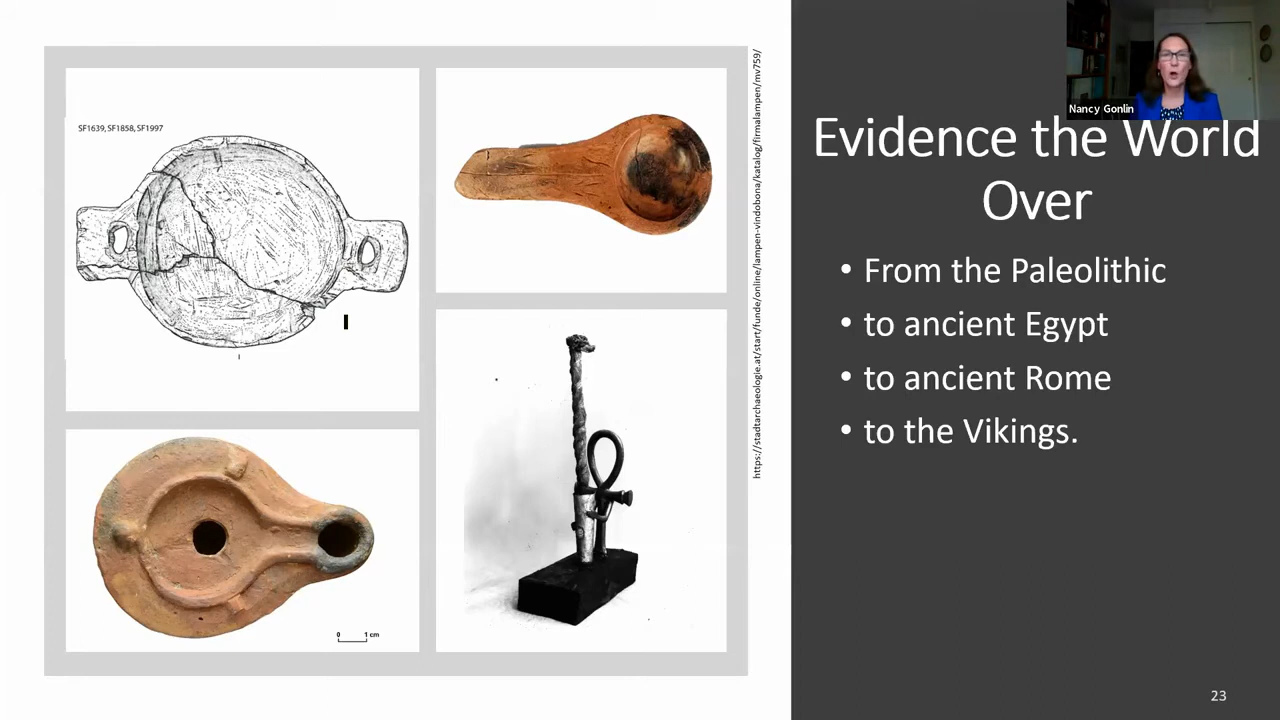 SF1639, SF1858, SF1997
0 1 cm
https://stadtarchaeologie.at/start/funde/online/lampen-vindobona/katalog/firmalampen/mv759/
Nancy Gonlin
Evidence the World
Over
• From the Paleolithic
• to ancient Egypt
• to ancient Rome
• to the Vikings.
23